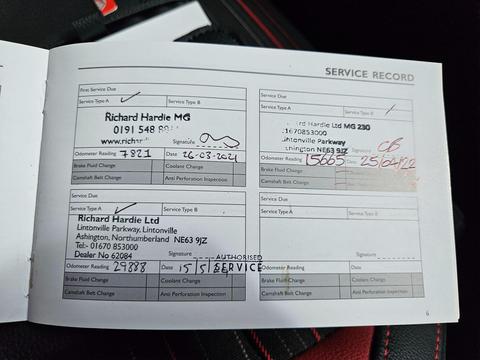 SERVICE RECORD
First Service Due
Service Type A ✓ Service Type B
Richard Hardie MG
0191 548
www.richar
Signature
Odometer Reading 7821 Date 26-03-2021
Brake Fluid Change Coolant Change
Camshaft Belt Change Anti Perforation Inspection
Service Due
Service Type A Service Type B /
Hardie Ltd MG 230
01670853000
Lintonville Parkway
Ashington NE63 9JZ
Signature
Odometer Reading 15665 Date 25/04/22
Brake Fluid Change Coolant Change
Camshaft Belt Change Anti Perforation Inspection
Service Due
Service Type A ✓ Service Type B
Richard Hardie Ltd
Lintonville Parkway, Lintonville
Ashington, Northumberland NE63 9JZ
Tel:- 01670 853000
Dealer No 62084
Signature
AUTHORISED
SERVICE
Odometer Reading 29888 Date 15/5/
Brake Fluid Change Coolant Change
Camshaft Belt Change Anti Perforation Inspection
Service Due
Service Type A Service Type B
Signature
Odometer Reading Date
Brake Fluid Change Coolant Change
Camshaft Belt Change Anti Perforation Inspection
6